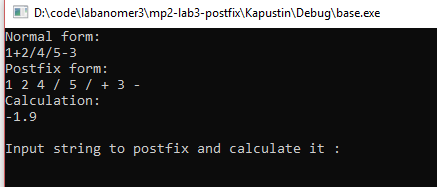 D:\code\labanomer3\mp2-lab3-postfix\Kapustin\Debug\base.exe
Normal form:
1+2/4/5-3
Postfix form:
1 2 4 / 5 / + 3 -
Calculation:
-1.9
Input string to postfix and calculate it :